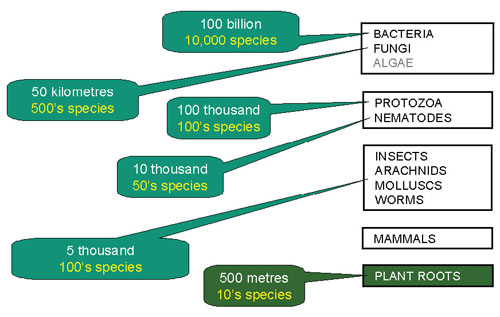 100 billion
10,000 species
BACTERIA
FUNGI
ALGAE
50 kilometres
500's species
100 thousand
100's species
PROTOZOA
NEMATODES
10 thousand
50's species
INSECTS
ARACHNIDS
MOLLUSCS
WORMS
5 thousand
100's species
MAMMALS
500 metres
10's species
PLANT ROOTS